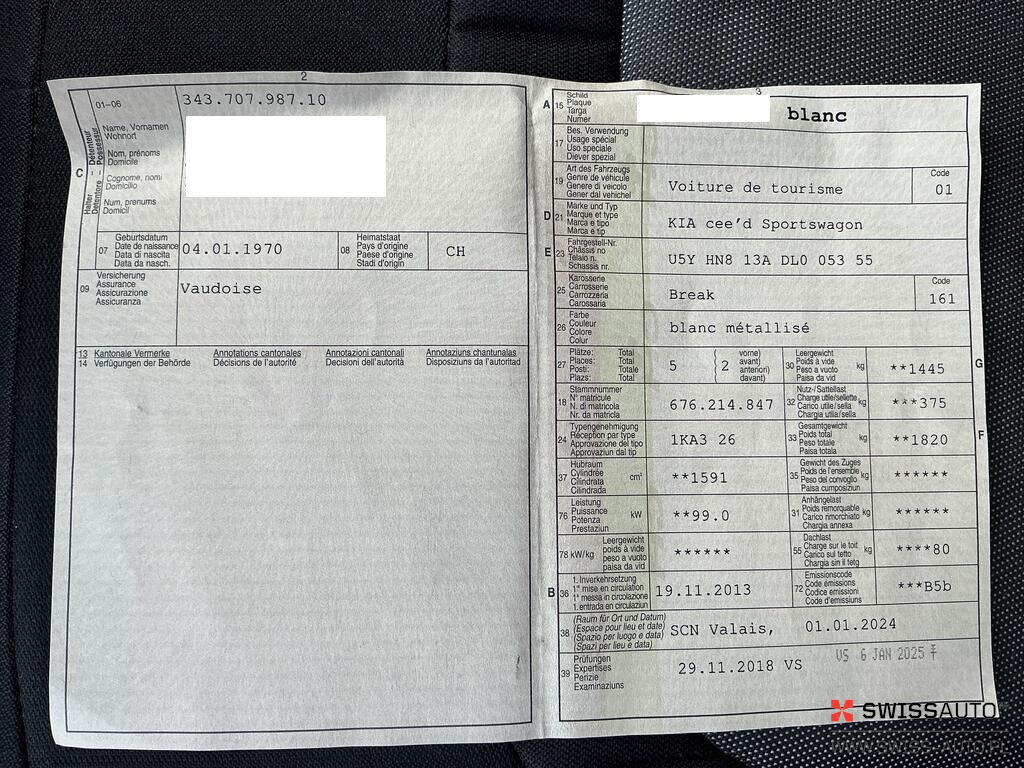 2
01-06
343.707.987.10
Name, Vornamen
Wohnort
Nom, prénoms
Domicile
Cognome, nomi
Domicilio
Num, prenums
Domicil
C
Halter – Détenteur
Detentore – Possessur
07
Geburtsdatum
Date de naissance
Data di nascita
Data da nasch.
04.01.1970
08
Heimatstaat
Pays d'origine
Paese d'origine
Stadi d'origin
CH
09
Versicherung
Assurance
Assicurazione
Assicuranza
Vaudoise
13 Kantonale Vermerke Annotations cantonales Annotazioni cantonali Annotaziuns chantunalas
14 Verfügungen der Behörde Décisions de l'autorité Decisioni dell'autorità Disposiziuns da l'autoritad
3
A 15
Schild
Plaque
Targa
Numer
blanc
17
Bes. Verwendung
Usage spécial
Uso speciale
Diever spezial
19
Art des Fahrzeugs
Genre de véhicule
Genere di veicolo
Gener dal vehichel
Voiture de tourisme
Code
01
D 21
Marke und Typ
Marque et type
Marca e tipo
Marca e tip
KIA cee'd Sportswagon
E 23
Fahrgestell-Nr.
Châssis no
Telaio n.
Schassis nr.
U5Y HN8 13A DL0 053 55
25
Karosserie
Carrosserie
Carrozzeria
Carossaria
Break
Code
161
26
Farbe
Couleur
Colore
Colur
blanc métallisé
27
Plätze: Total
Places: Total
Posti: Totale
Plazs: Total
5
2
vorne)
avant)
anteriori)
davant)
30
Leergewicht
Poids à vide
Peso a vuoto
Paisa da vid
kg
**1445
G
18
Stammnummer
N° matricule
N. di matricola
Nr. da matricla
676.214.847
32
Nutz-/Sattellast
Charge utile/sellette
Carico utile/sella
Chargia utila/sella
kg
***375
24
Typengenehmigung
Réception par type
Approvazione del tipo
Approvaziun dal tip
1KA3 26
33
Gesamtgewicht
Poids total
Peso totale
Paisa totala
kg
**1820
F
37
Hubraum
Cylindrée
Cilindrata
Cilindrada
cm³
**1591
35
Gewicht des Zuges
Poids de l'ensemble
Peso del convoglio
Paisa cumposiziun
kg
******
76
Leistung
Puissance
Potenza
Prestaziun
kW
**99.0
31
Anhängelast
Poids remorquable
Carico rimorchiato
Chargia annexa
kg
******
78 kW/kg
Leergewicht
poids à vide
peso a vuoto
paisa da vid
******
55
Dachlast
Charge sur le toit
Carico sul tetto
Chargia sin il tetg
kg
****80
B 36
1. Inverkehrsetzung
1re mise en circulation
1a messa in circolazione
1. entrada en circulaziun
19.11.2013
72
Emissionscode
Code émissions
Codice emissioni
Code d'emissiuns
***B5b
38
(Raum für Ort und Datum)
(Espace pour lieu et date)
(Spazio per luogo e data)
(Spazi per lieu e data)
SCN Valais, 01.01.2024
39
Prüfungen
Expertises
Perizie
Examinaziuns
29.11.2018 VS
VS 6 JAN 2025
SWISSAUTO
WWW.SWISS-AUTO.PL